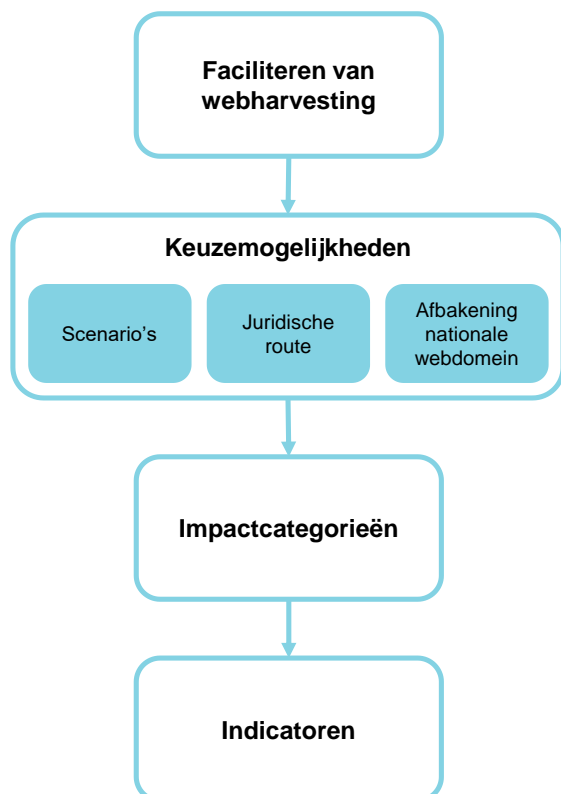 Faciliteren van
webharvesting
Keuzemogelijkheden
Scenario's
Juridische
route
Afbakening
nationale
webdomein
Impactcategorieën
Indicatoren